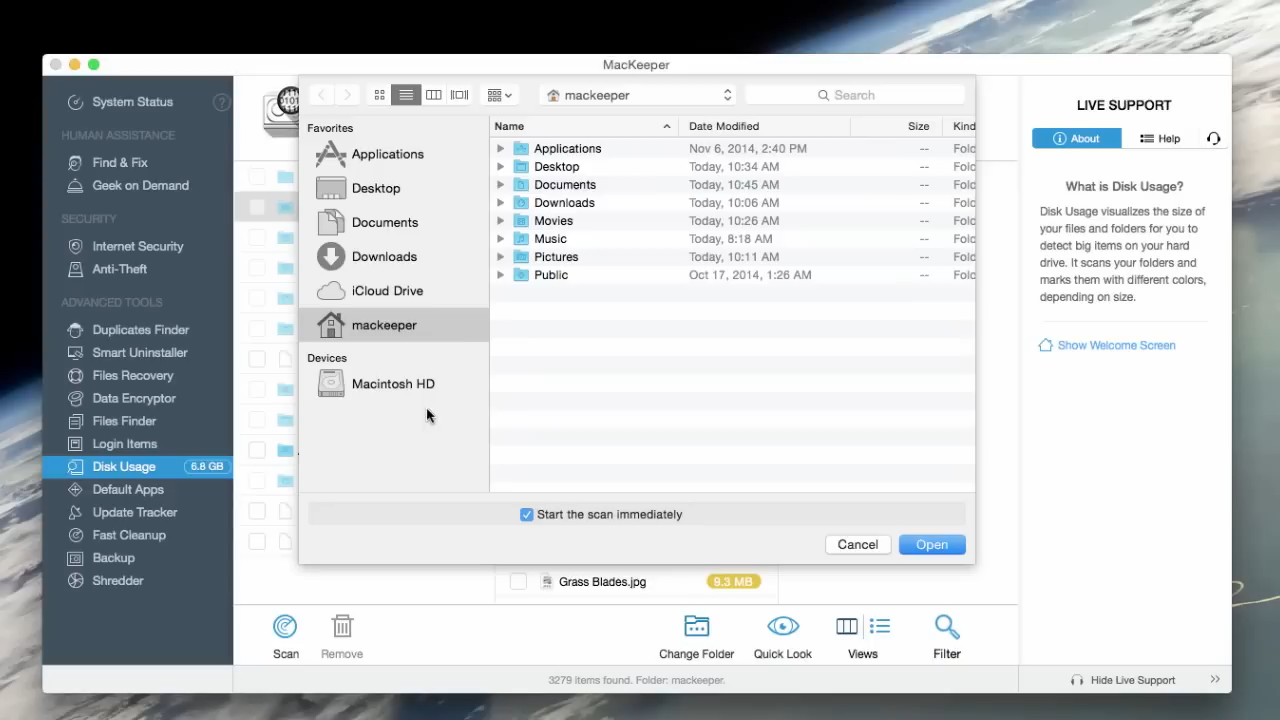 MacKeeper
System Status
?
HUMAN ASSISTANCE
Find & Fix
Geek on Demand
SECURITY
Internet Security
Anti-Theft
ADVANCED TOOLS
Duplicates Finder
Smart Uninstaller
Files Recovery
Data Encryptor
Files Finder
Login Items
Disk Usage 6.8 GB
Default Apps
Update Tracker
Fast Cleanup
Backup
Shredder
mackeeper
Search
Favorites
Applications
Desktop
Documents
Downloads
iCloud Drive
mackeeper
Devices
Macintosh HD
Name Date Modified Size Kind
Applications Nov 6, 2014, 2:40 PM -- Fold
Desktop Today, 10:34 AM -- Fold
Documents Today, 10:45 AM -- Fold
Downloads Today, 10:06 AM -- Fold
Movies Today, 10:26 AM -- Fold
Music Today, 8:18 AM -- Fold
Pictures Today, 10:11 AM -- Fold
Public Oct 17, 2014, 1:26 AM -- Fold
Start the scan immediately
Cancel Open
Grass Blades.jpg 9.3 MB
Scan
Remove
Change Folder
Quick Look
Views
Filter
3279 items found. Folder: mackeeper.
LIVE SUPPORT
About Help
What is Disk Usage?
Disk Usage visualizes the size of
your files and folders for you to
detect big items on your hard
drive. It scans your folders and
marks them with different colors,
depending on size.
Show Welcome Screen
Hide Live Support